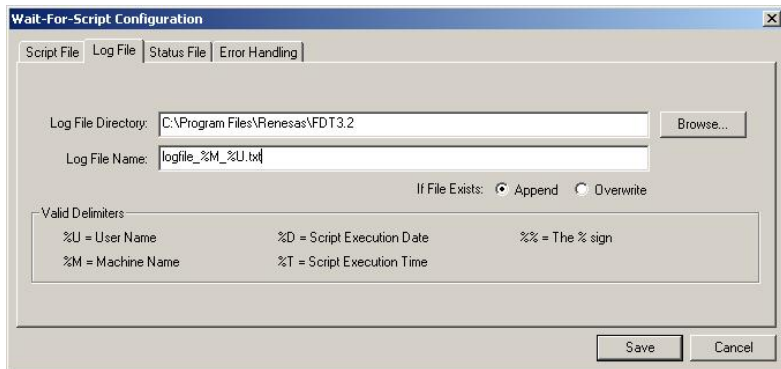 Wait-For-Script Configuration
Script File Log File Status File Error Handling
Log File Directory: C:\Program Files\Renesas\FDT3.2 Browse...
Log File Name: logfile_%M_%U.txt
If File Exists: Append Overwrite
Valid Delimiters
%U = User Name %D = Script Execution Date %% = The % sign
%M = Machine Name %T = Script Execution Time
Save Cancel